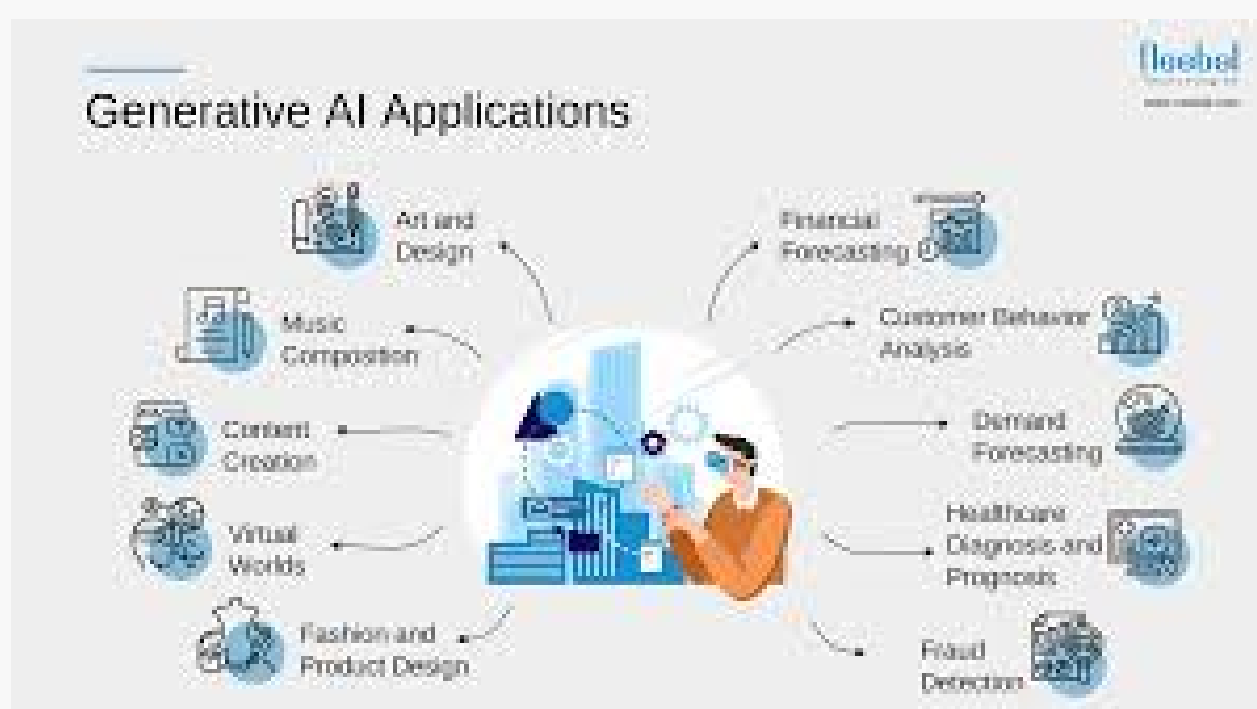 Generative AI Applications
Art and
Design
Music
Composition
Content
Creation
Virtual
Worlds
Fashion and
Product Design
Financial
Forecasting
Customer Behavior
Analysis
Demand
Forecasting
Healthcare
Diagnosis and
Prognosis
Fraud
Detection